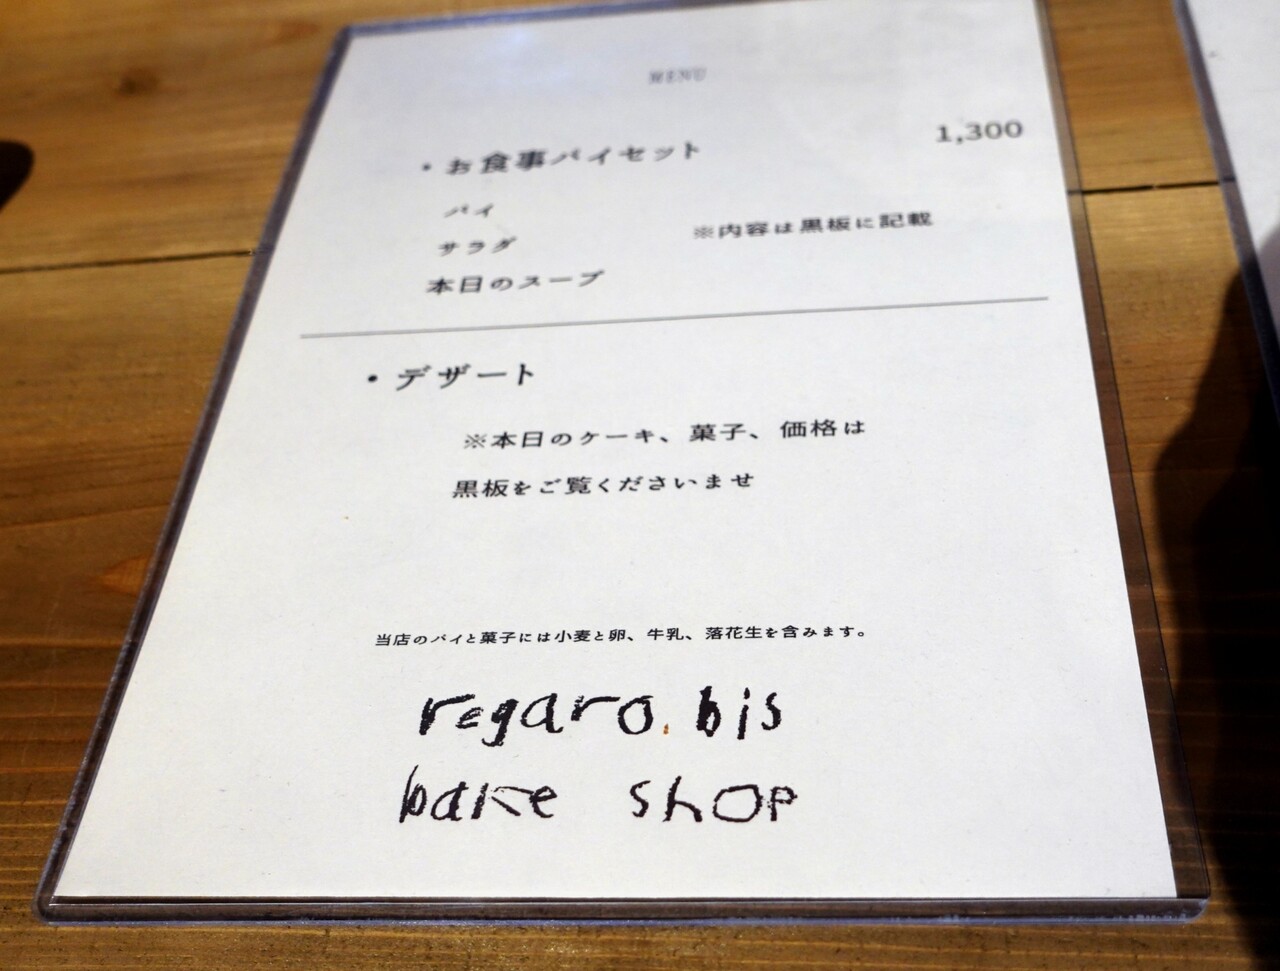 MENU
・お食事パイセット 1,300
パイ
サラダ ※内容は黒板に記載
本日のスープ
・デザート
※本日のケーキ、菓子、価格は
黒板をご覧くださいませ
当店のパイと菓子には小麦と卵、牛乳、落花生を含みます。
regaro.bis
bake shop